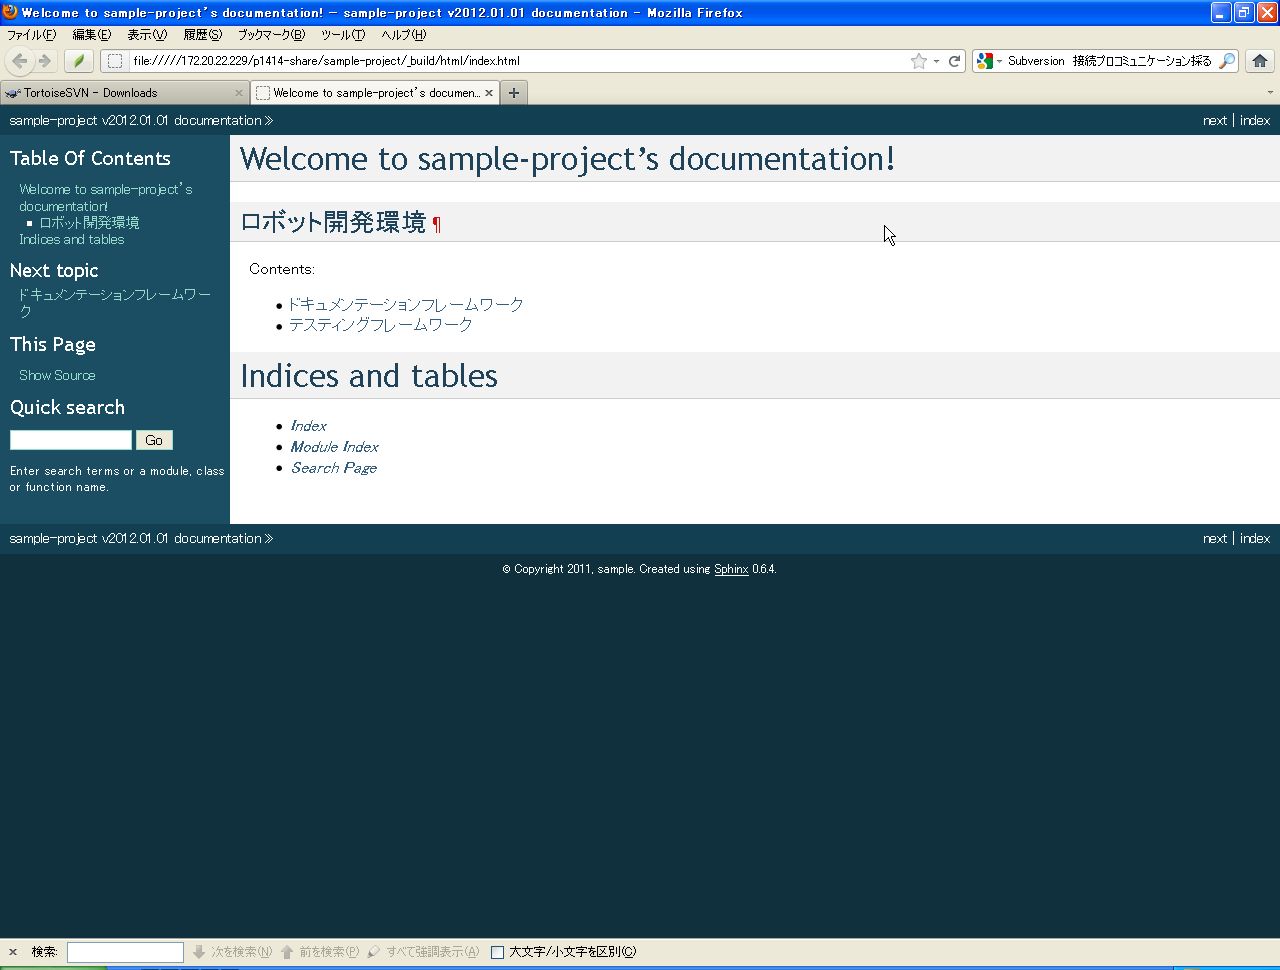 Welcome to sample-project's documentation! — sample-project v2012.01.01 documentation - Mozilla Firefox
ファイル(F) 編集(E) 表示(V) 履歴(S) ブックマーク(B) ツール(T) ヘルプ(H)
file://///172.20.22.229/p1414-share/sample-project/_build/html/index.html
Subversion 接続プロコミュニケーション採る
TortoiseSVN - Downloads
Welcome to sample-project's documen...
sample-project v2012.01.01 documentation »
next | index
Table Of Contents
Welcome to sample-project's
documentation!
ロボット開発環境
Indices and tables
Next topic
ドキュメンテーションフレームワー
ク
This Page
Show Source
Quick search
Go
Enter search terms or a module, class
or function name.
Welcome to sample-project's documentation!
ロボット開発環境 ¶
Contents:
ドキュメンテーションフレームワーク
テスティングフレームワーク
Indices and tables
Index
Module Index
Search Page
sample-project v2012.01.01 documentation »
next | index
© Copyright 2011, sample. Created using Sphinx 0.6.4.
検索:
次を検索(N) 前を検索(P) すべて強調表示(A) 大文字/小文字を区別(C)